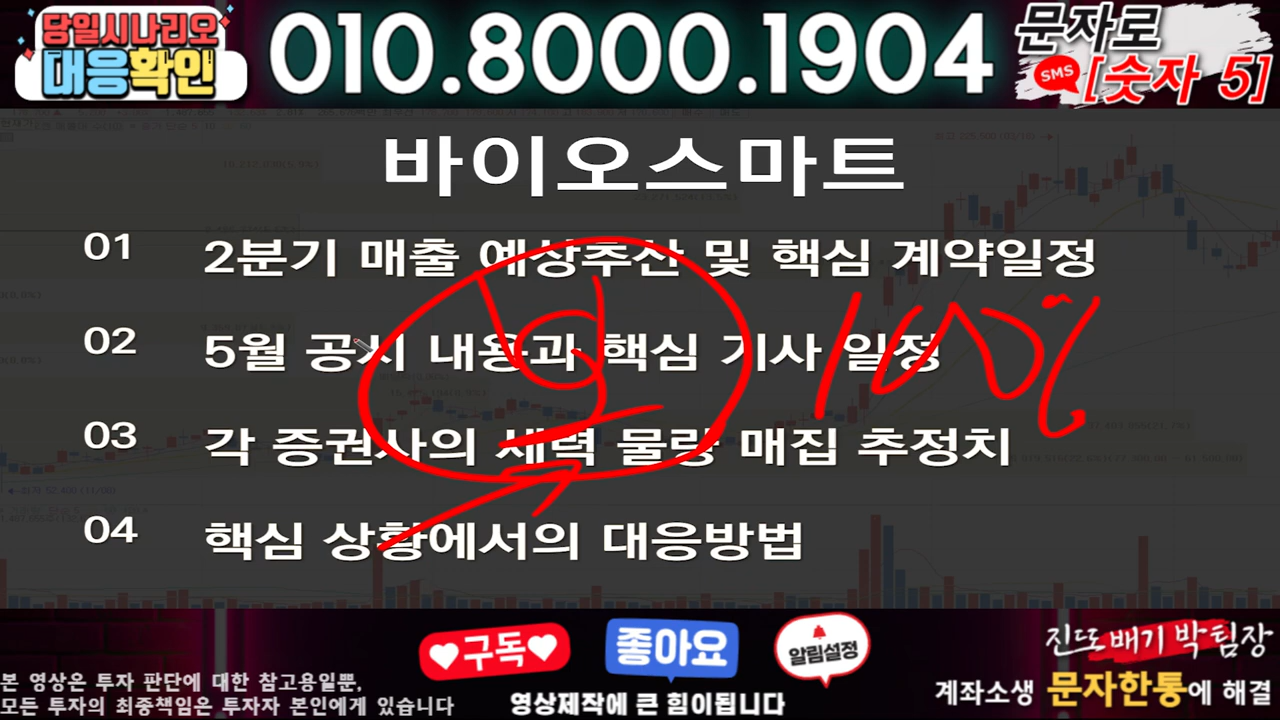 당일시나리오
대응확인
010.8000.1904
문자로
SMS
[숫자 5]
바이오스마트
01 2분기 매출 예상추산 및 핵심 계약일정
02 5월 공시 내용과 핵심 기사 일정
03 각 증권사의 세력 물량 매집 추정치
04 핵심 상황에서의 대응방법
100%
구독
좋아요
알림설정
영상제작에 큰 힘이됩니다
본 영상은 투자 판단에 대한 참고용일뿐,
모든 투자의 최종책임은 투자자 본인에게 있습니다
진또배기 박팀장
계좌소생 문자한통에 해결